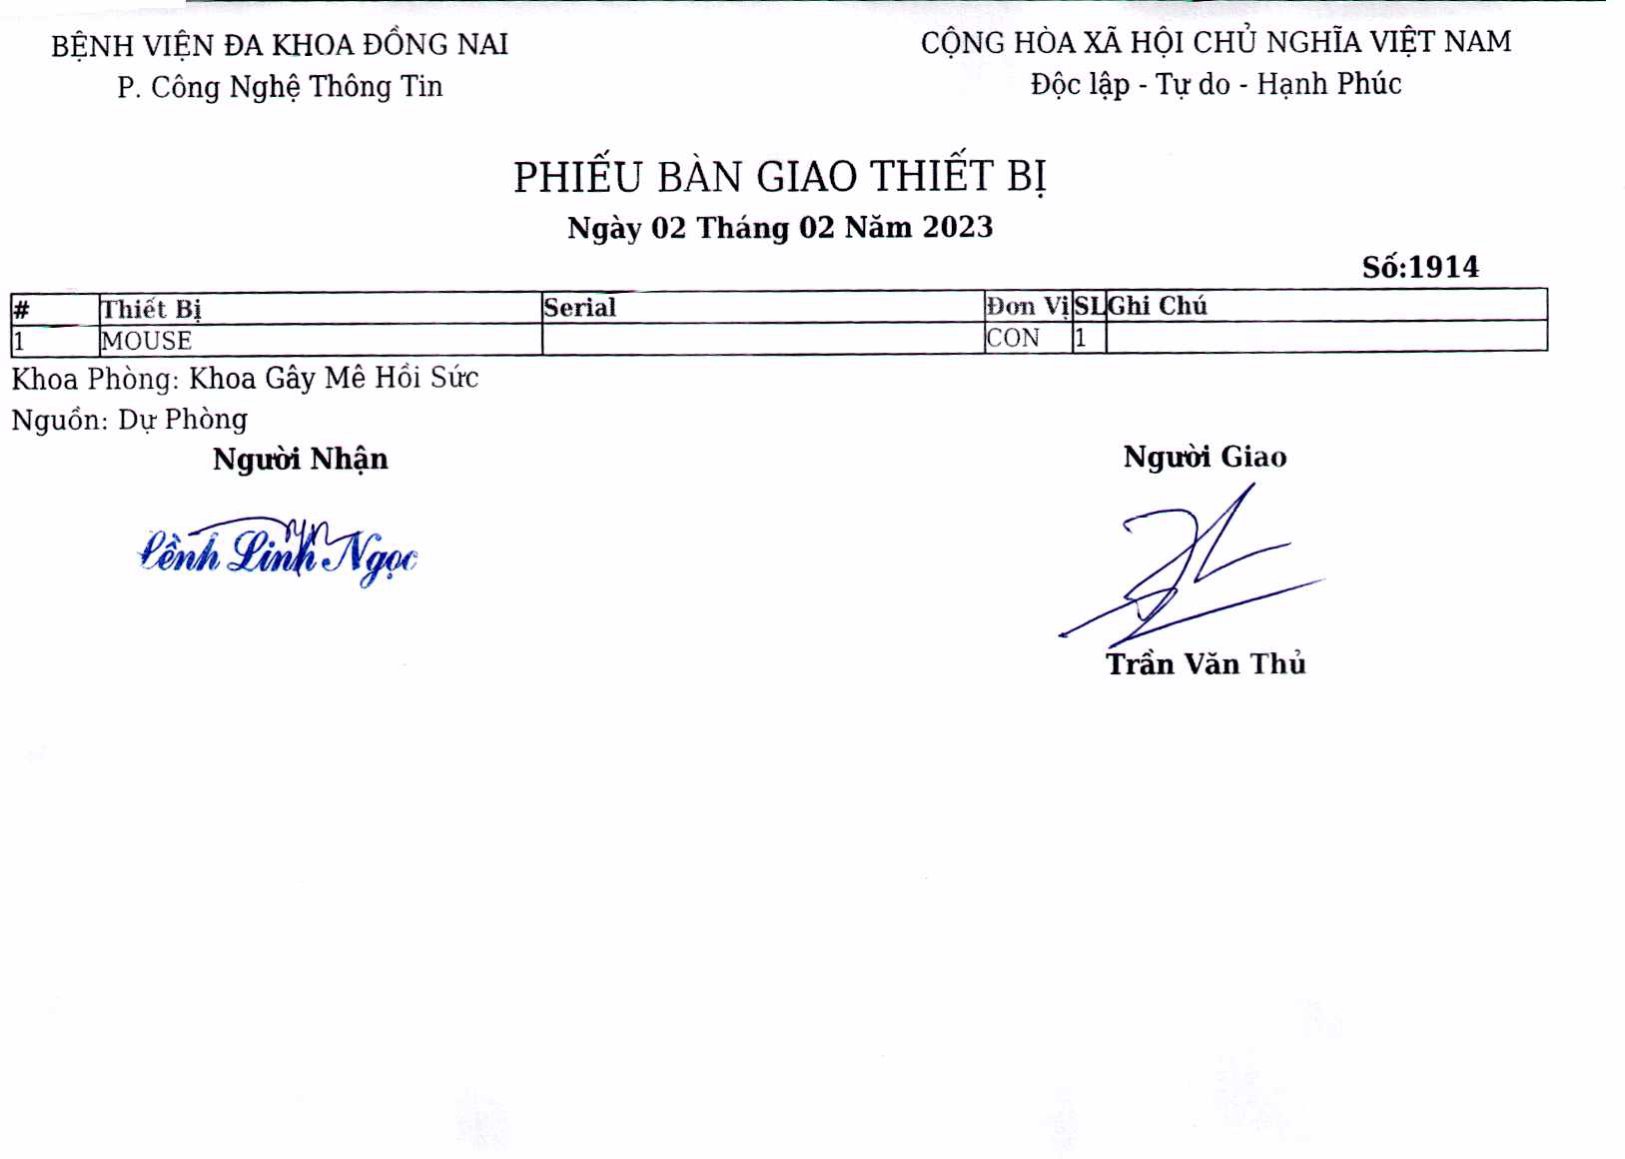 BỆNH VIỆN ĐA KHOA ĐỒNG NAI
P. Công Nghệ Thông Tin
CỘNG HÒA XÃ HỘI CHỦ NGHĨA VIỆT NAM
Độc lập - Tự do - Hạnh Phúc
PHIẾU BÀN GIAO THIẾT BỊ
Ngày 02 Tháng 02 Năm 2023
Số:1914
# Thiết Bị Serial Đơn Vị SL Ghi Chú
1 MOUSE CON 1
Khoa Phòng: Khoa Gây Mê Hồi Sức
Nguồn: Dự Phòng
Người Nhận Người Giao
Lềnh Linh Ngọc
Trần Văn Thủ